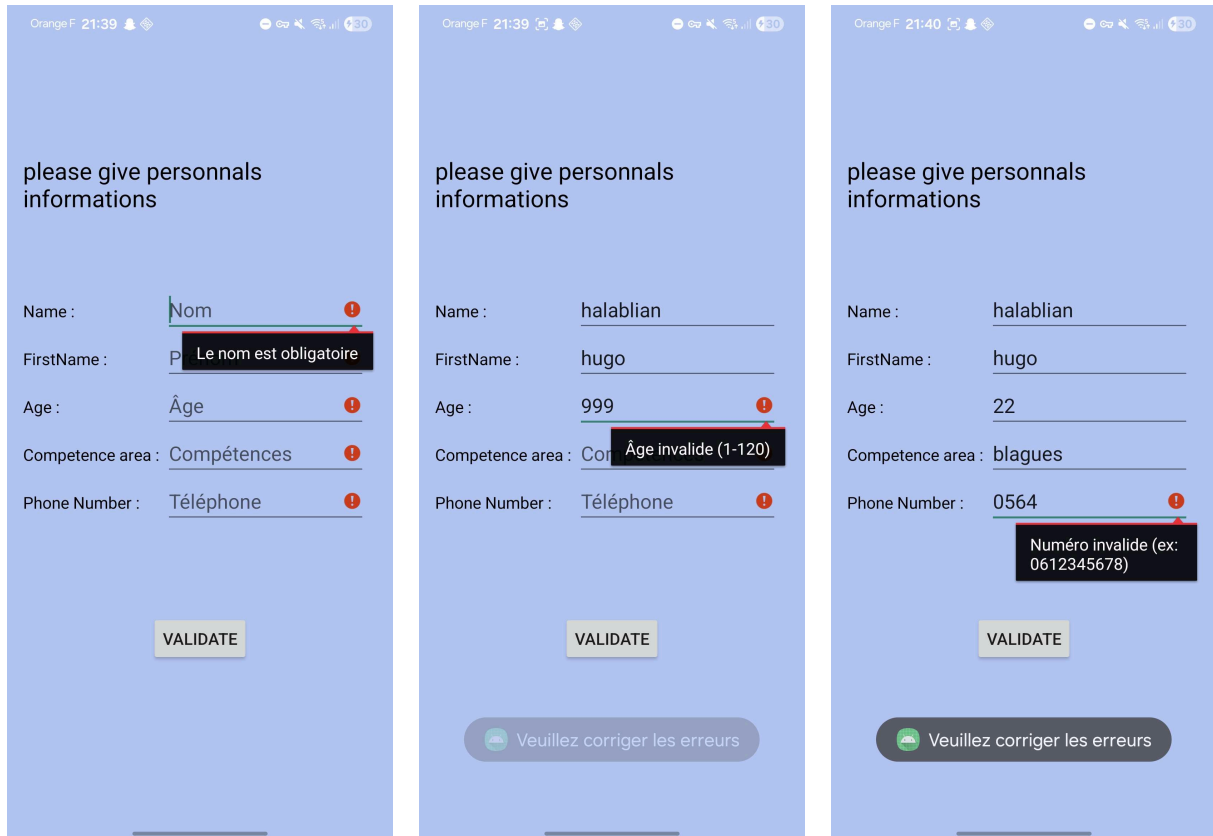 Orange F 21:39
30
please give personnals
informations
Name :
Nom
Le nom est obligatoire
FirstName :
Age :
Âge
Competence area :
Compétences
Phone Number :
Téléphone
VALIDATE
Orange F 21:39
30
please give personnals
informations
Name :
halablian
FirstName :
hugo
Age :
999
Âge invalide (1-120)
Competence area :
Phone Number :
Téléphone
VALIDATE
Veuillez corriger les erreurs
Orange F 21:40
30
please give personnals
informations
Name :
halablian
FirstName :
hugo
Age :
22
Competence area :
blagues
Phone Number :
0564
Numéro invalide (ex:
0612345678)
VALIDATE
Veuillez corriger les erreurs